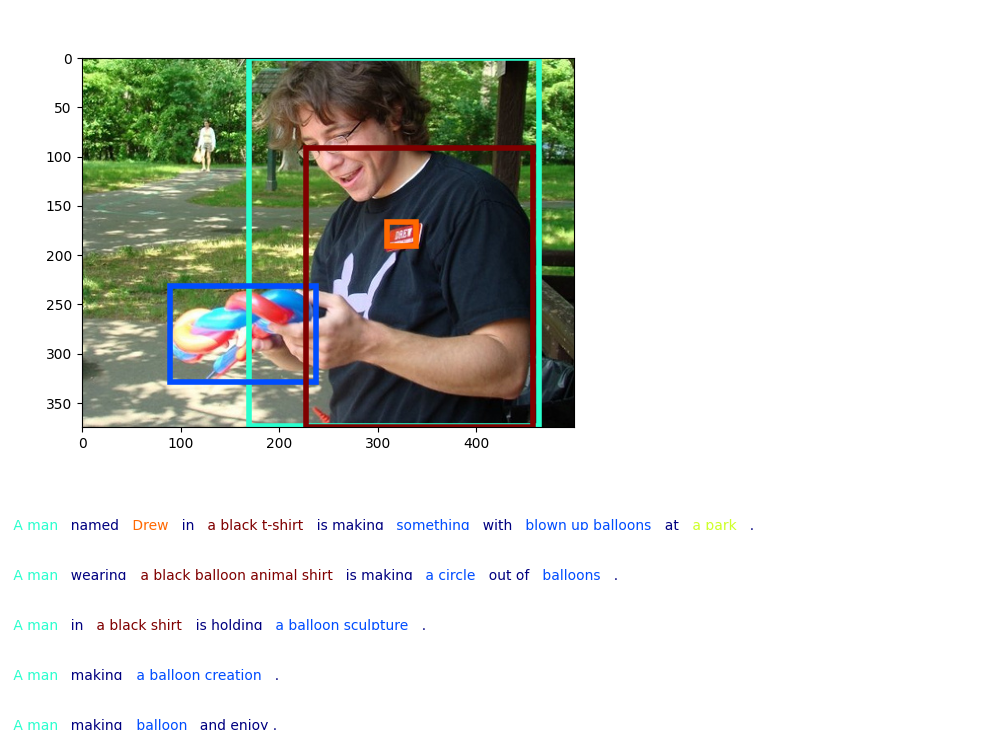 0
50
100
150
200
250
300
350
0 100 200 300 400
A man named Drew in a black t-shirt is making something with blown up balloons at a park .
A man wearing a black balloon animal shirt is making a circle out of balloons .
A man in a black shirt is holding a balloon sculpture .
A man making a balloon creation .
A man making balloon and enjoy .